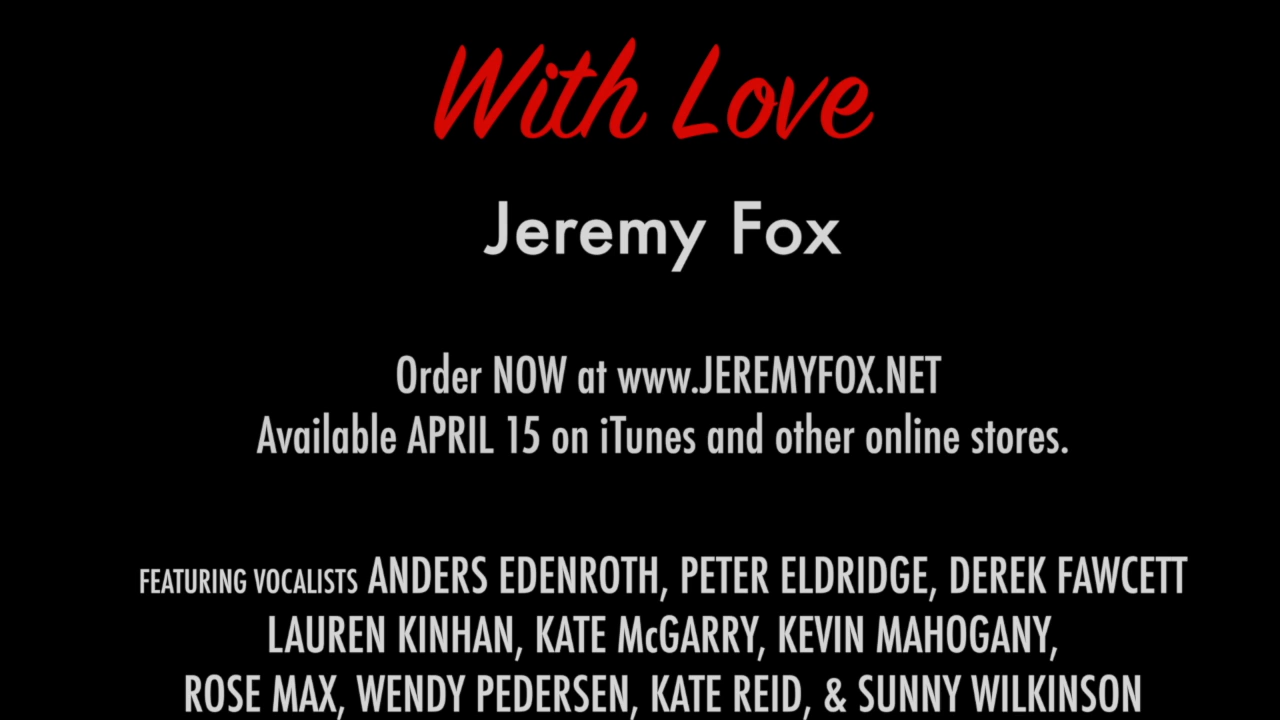 With Love
Jeremy Fox
Order NOW at www.JEREMYFOX.NET
Available APRIL 15 on iTunes and other online stores.
FEATURING VOCALISTS ANDERS EDENROTH, PETER ELDRIDGE, DEREK FAWCETT
LAUREN KINHAN, KATE McGARRY, KEVIN MAHOGANY,
ROSE MAX, WENDY PEDERSEN, KATE REID, & SUNNY WILKINSON